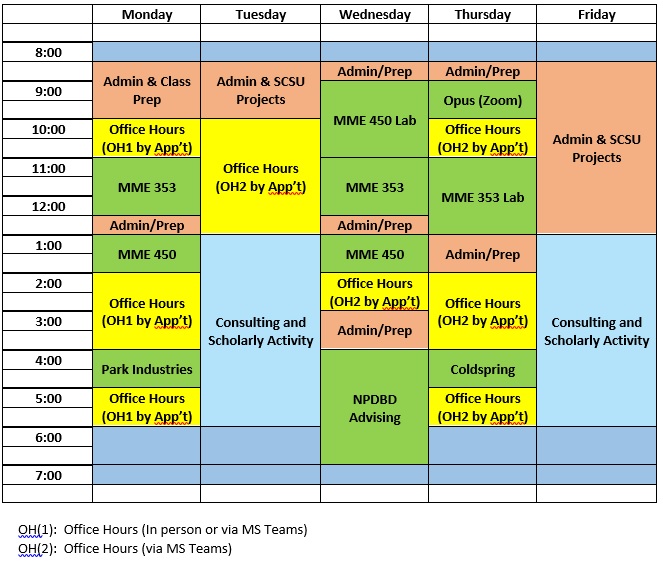 Monday Tuesday Wednesday Thursday Friday
8:00
Admin/Prep Admin/Prep
Admin & Class Admin & SCSU
9:00
Prep Projects
Opus (Zoom)
MME 450 Lab
10:00
Office Hours Office Hours
(OH1 by App't) (OH2 by App't)
Admin & SCSU
Projects
11:00
Office Hours
(OH2 by App't)
MME 353 MME 353
MME 353 Lab
12:00
Admin/Prep Admin/Prep
1:00
MME 450 MME 450 Admin/Prep
2:00
Office Hours
(OH2 by App't)
Office Hours Office Hours
(OH1 by App't) (OH2 by App't)
3:00
Consulting and Consulting and
Scholarly Activity Scholarly Activity
Admin/Prep
4:00
Park Industries Coldspring
5:00
Office Hours NPDBD Office Hours
(OH1 by App't) Advising (OH2 by App't)
6:00
7:00
OH(1): Office Hours (In person or via MS Teams)
OH(2): Office Hours (via MS Teams)